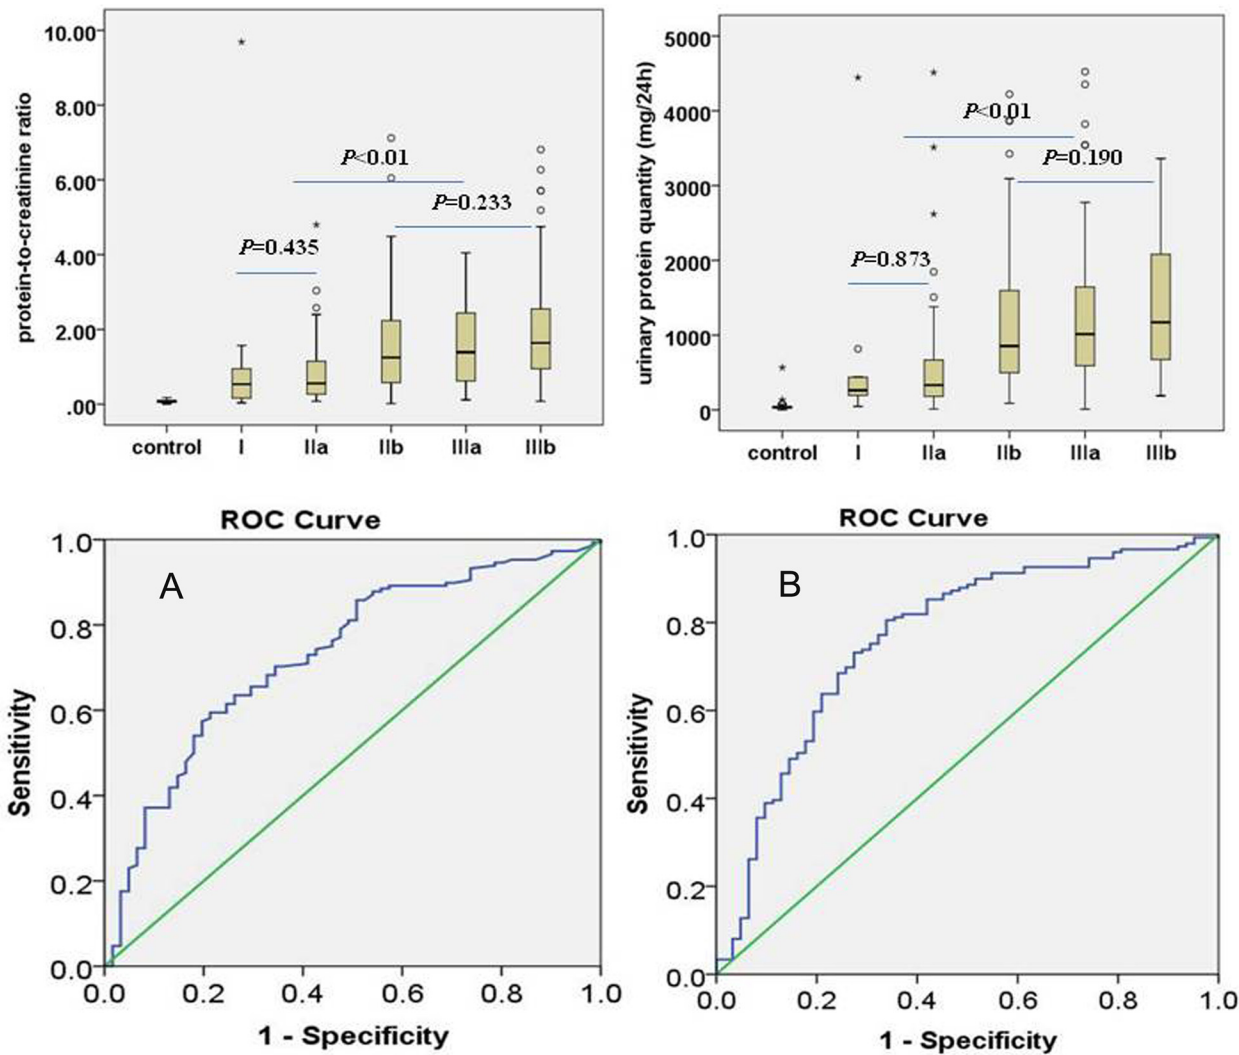 protein-to-creatinine ratio
10.00
8.00
6.00
4.00
2.00
.00
P<0.01
P=0.233
P=0.435
control I IIa IIb IIIa IIIb
urinary protein quantity (mg/24h)
5000
4000
3000
2000
1000
0
P<0.01
P=0.190
P=0.873
control I IIa IIb IIIa IIIb
ROC Curve
A
Sensitivity
1.0
0.8
0.6
0.4
0.2
0.0
0.0 0.2 0.4 0.6 0.8 1.0
1 - Specificity
ROC Curve
B
Sensitivity
1.0
0.8
0.6
0.4
0.2
0.0
0.0 0.2 0.4 0.6 0.8 1.0
1 - Specificity